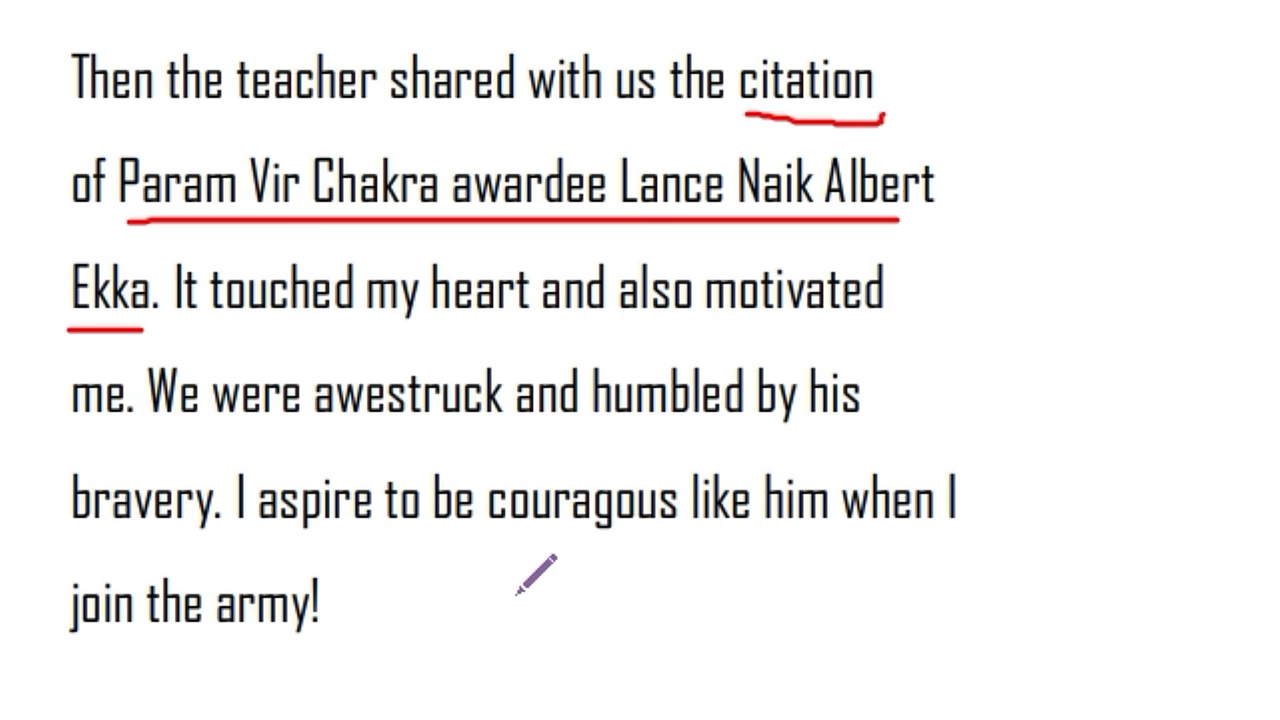 Then the teacher shared with us the citation
of Param Vir Chakra awardee Lance Naik Albert
Ekka. It touched my heart and also motivated
me. We were awestruck and humbled by his
bravery. I aspire to be couragous like him when I
join the army!